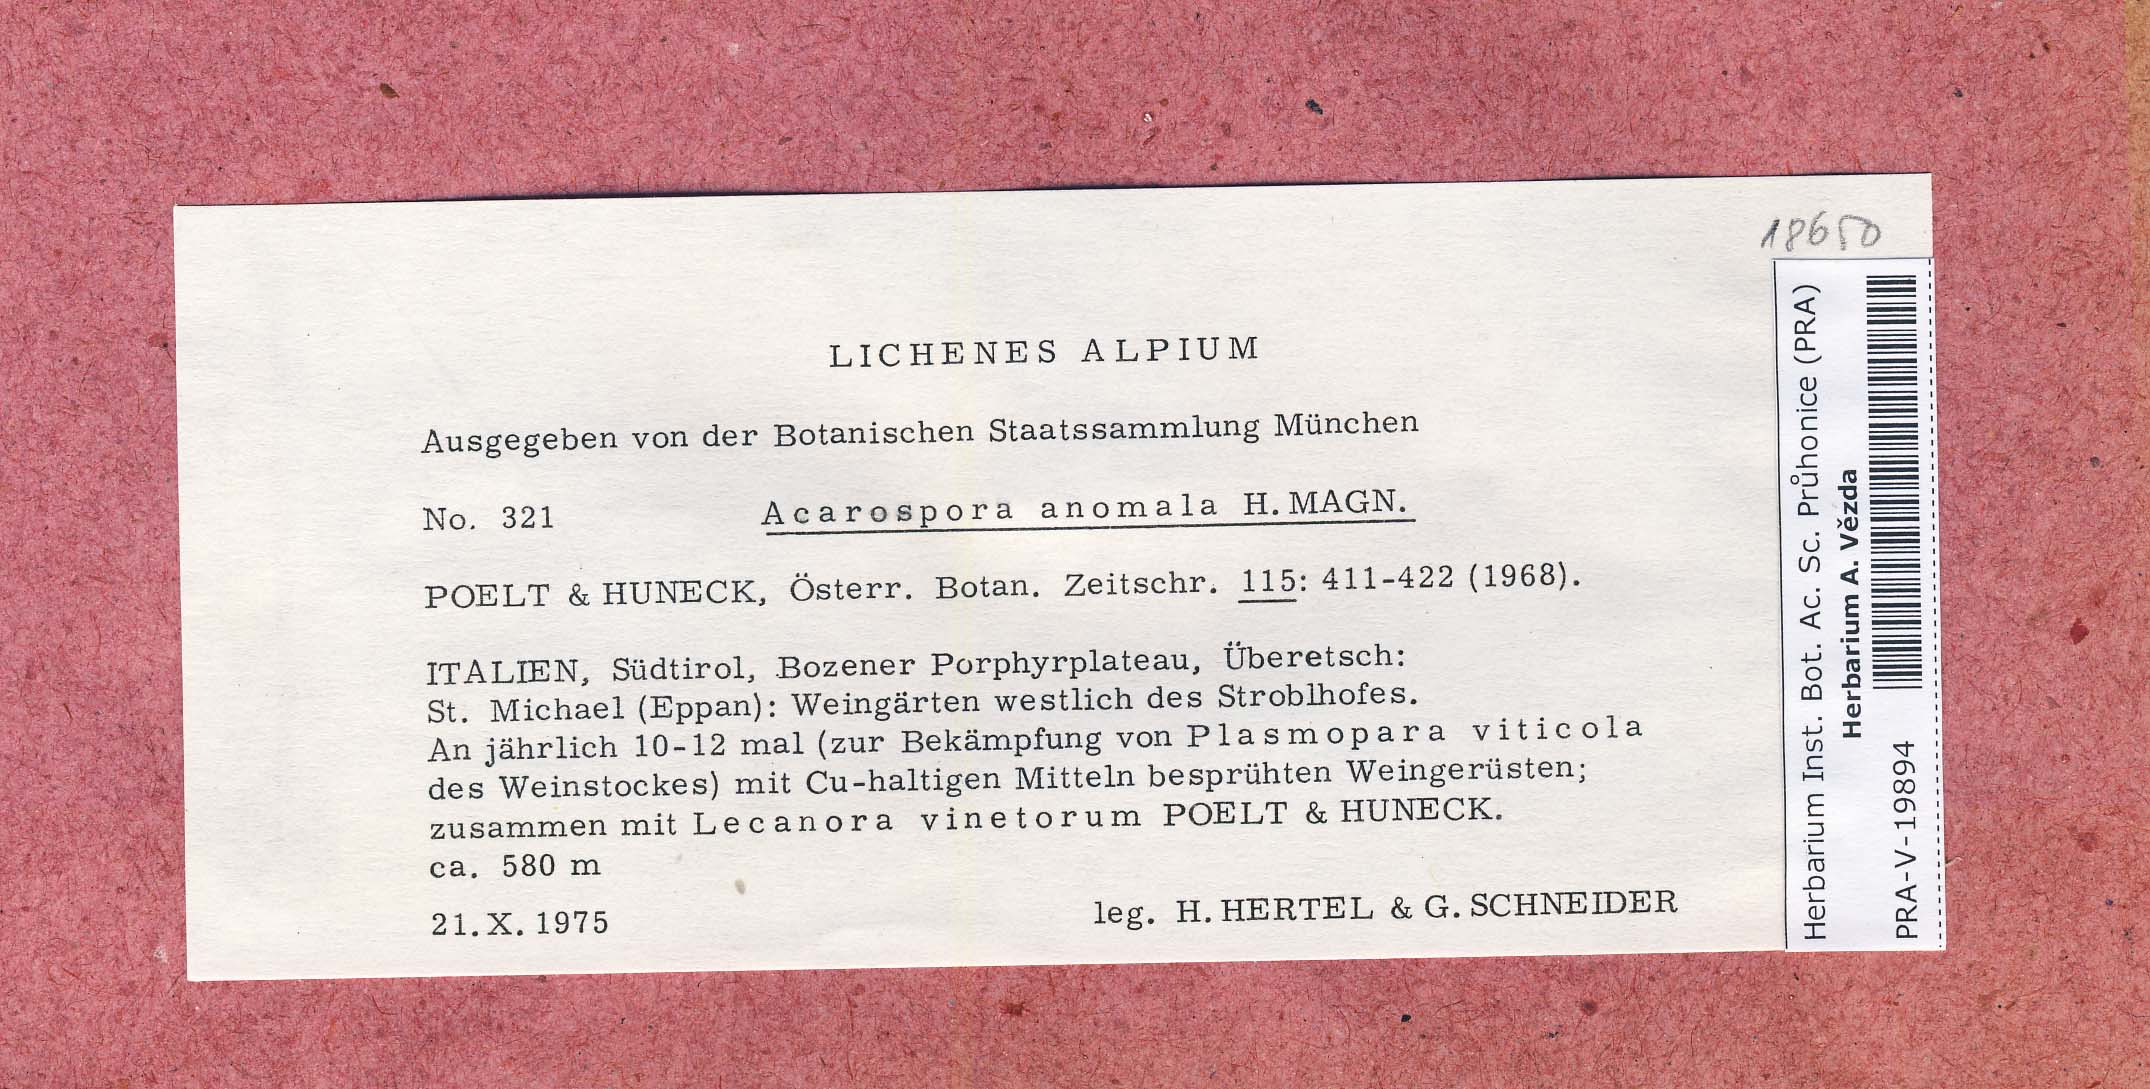 18650
LICHENES ALPIUM
Ausgegeben von der Botanischen Staatssammlung München
No. 321 Acarospora anomala H. MAGN.
POELT & HUNECK, Österr. Botan. Zeitschr. 115: 411-422 (1968).
ITALIEN, Südtirol, Bozener Porphyrplateau, Überetsch:
St. Michael (Eppan): Weingärten westlich des Stroblhofes.
An jährlich 10-12 mal (zur Bekämpfung von Plasmopara viticola
des Weinstockes) mit Cu-haltigen Mitteln besprühten Weingerüsten;
zusammen mit Lecanora vinetorum POELT & HUNECK.
ca. 580 m
21. X. 1975 leg. H. HERTEL & G. SCHNEIDER
Herbarium Inst. Bot. Ac. Sc. Průhonice (PRA)
Herbarium A. Vězda
PRA-V-19894